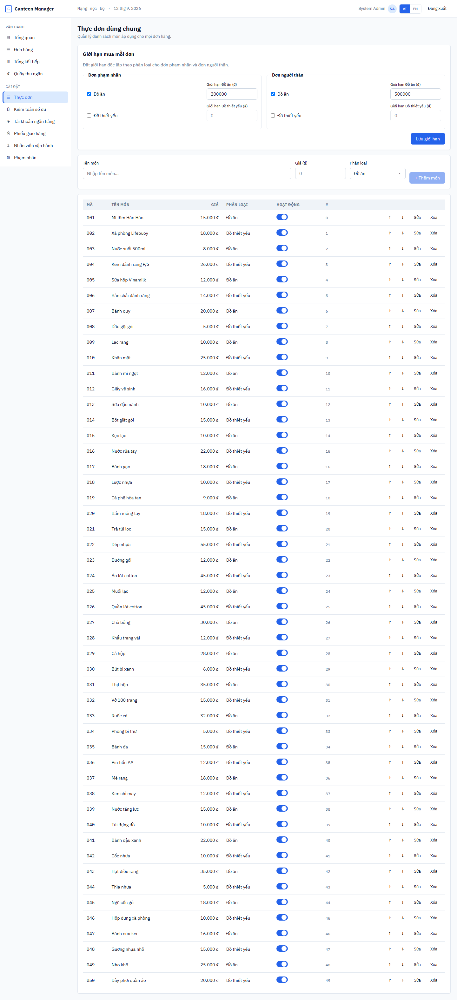 C Canteen Manager
Mạng nội bộ · 12 thg 9, 2026
System Admin SA VI EN Đăng xuất
VẬN HÀNH
Tổng quan
Đơn hàng
Tổng kết bếp
₫ Quầy thu ngân
CÀI ĐẶT
Thực đơn
Kiểm toán số dư
Tài khoản ngân hàng
Phiếu giao hàng
Nhân viên vận hành
Phạm nhân
Thực đơn dùng chung
Quản lý danh sách món áp dụng cho mọi đơn hàng.
Giới hạn mua mỗi đơn
Đặt giới hạn độc lập theo phân loại cho đơn phạm nhân và đơn người thân.
Đơn phạm nhân
Giới hạn Đồ ăn (₫)
Đồ ăn 200000
Giới hạn Đồ thiết yếu (₫)
Đồ thiết yếu 0
Đơn người thân
Giới hạn Đồ ăn (₫)
Đồ ăn 500000
Giới hạn Đồ thiết yếu (₫)
Đồ thiết yếu 0
Lưu giới hạn
Tên món Giá (₫) Phân loại
Nhập tên món... 0 Đồ ăn
+ Thêm món
MÃ TÊN MÓN GIÁ PHÂN LOẠI HOẠT ĐỘNG #
001 Mì tôm Hảo Hảo 15.000 ₫ Đồ ăn 0 ↑ ↓ Sửa Xóa
002 Xà phòng Lifebuoy 18.000 ₫ Đồ thiết yếu 1 ↑ ↓ Sửa Xóa
003 Nước suối 500ml 8.000 ₫ Đồ ăn 2 ↑ ↓ Sửa Xóa
004 Kem đánh răng P/S 26.000 ₫ Đồ thiết yếu 3 ↑ ↓ Sửa Xóa
005 Sữa hộp Vinamilk 12.000 ₫ Đồ ăn 4 ↑ ↓ Sửa Xóa
006 Bàn chải đánh răng 14.000 ₫ Đồ thiết yếu 5 ↑ ↓ Sửa Xóa
007 Bánh quy 20.000 ₫ Đồ ăn 6 ↑ ↓ Sửa Xóa
008 Dầu gội gói 5.000 ₫ Đồ thiết yếu 7 ↑ ↓ Sửa Xóa
009 Lạc rang 10.000 ₫ Đồ ăn 8 ↑ ↓ Sửa Xóa
010 Khăn mặt 25.000 ₫ Đồ thiết yếu 9 ↑ ↓ Sửa Xóa
011 Bánh mì ngọt 12.000 ₫ Đồ ăn 10 ↑ ↓ Sửa Xóa
012 Giấy vệ sinh 16.000 ₫ Đồ thiết yếu 11 ↑ ↓ Sửa Xóa
013 Sữa đậu nành 10.000 ₫ Đồ ăn 12 ↑ ↓ Sửa Xóa
014 Bột giặt gói 15.000 ₫ Đồ thiết yếu 13 ↑ ↓ Sửa Xóa
015 Kẹo lạc 10.000 ₫ Đồ ăn 14 ↑ ↓ Sửa Xóa
016 Nước rửa tay 22.000 ₫ Đồ thiết yếu 15 ↑ ↓ Sửa Xóa
017 Bánh gạo 18.000 ₫ Đồ ăn 16 ↑ ↓ Sửa Xóa
018 Lược nhựa 10.000 ₫ Đồ thiết yếu 17 ↑ ↓ Sửa Xóa
019 Cà phê hòa tan 9.000 ₫ Đồ ăn 18 ↑ ↓ Sửa Xóa
020 Bấm móng tay 18.000 ₫ Đồ thiết yếu 19 ↑ ↓ Sửa Xóa
021 Trà túi lọc 15.000 ₫ Đồ ăn 20 ↑ ↓ Sửa Xóa
022 Dép nhựa 55.000 ₫ Đồ thiết yếu 21 ↑ ↓ Sửa Xóa
023 Đường gói 12.000 ₫ Đồ ăn 22 ↑ ↓ Sửa Xóa
024 Áo lót cotton 45.000 ₫ Đồ thiết yếu 23 ↑ ↓ Sửa Xóa
025 Muối lạc 12.000 ₫ Đồ ăn 24 ↑ ↓ Sửa Xóa
026 Quần lót cotton 45.000 ₫ Đồ thiết yếu 25 ↑ ↓ Sửa Xóa
027 Chà bông 30.000 ₫ Đồ ăn 26 ↑ ↓ Sửa Xóa
028 Khẩu trang vải 12.000 ₫ Đồ thiết yếu 27 ↑ ↓ Sửa Xóa
029 Cá hộp 28.000 ₫ Đồ ăn 28 ↑ ↓ Sửa Xóa
030 Bút bi xanh 6.000 ₫ Đồ thiết yếu 29 ↑ ↓ Sửa Xóa
031 Thịt hộp 35.000 ₫ Đồ ăn 30 ↑ ↓ Sửa Xóa
032 Vở 100 trang 15.000 ₫ Đồ thiết yếu 31 ↑ ↓ Sửa Xóa
033 Ruốc cá 32.000 ₫ Đồ ăn 32 ↑ ↓ Sửa Xóa
034 Phong bì thư 5.000 ₫ Đồ thiết yếu 33 ↑ ↓ Sửa Xóa
035 Bánh đa 15.000 ₫ Đồ ăn 34 ↑ ↓ Sửa Xóa
036 Pin tiểu AA 12.000 ₫ Đồ thiết yếu 35 ↑ ↓ Sửa Xóa
037 Mè rang 18.000 ₫ Đồ ăn 36 ↑ ↓ Sửa Xóa
038 Kim chỉ may 12.000 ₫ Đồ thiết yếu 37 ↑ ↓ Sửa Xóa
039 Nước tăng lực 15.000 ₫ Đồ ăn 38 ↑ ↓ Sửa Xóa
040 Túi đựng đồ 10.000 ₫ Đồ thiết yếu 39 ↑ ↓ Sửa Xóa
041 Bánh đậu xanh 22.000 ₫ Đồ ăn 40 ↑ ↓ Sửa Xóa
042 Cốc nhựa 10.000 ₫ Đồ thiết yếu 41 ↑ ↓ Sửa Xóa
043 Hạt điều rang 35.000 ₫ Đồ ăn 42 ↑ ↓ Sửa Xóa
044 Thìa nhựa 5.000 ₫ Đồ thiết yếu 43 ↑ ↓ Sửa Xóa
045 Ngũ cốc gói 18.000 ₫ Đồ ăn 44 ↑ ↓ Sửa Xóa
046 Hộp đựng xà phòng 10.000 ₫ Đồ thiết yếu 45 ↑ ↓ Sửa Xóa
047 Bánh cracker 16.000 ₫ Đồ ăn 46 ↑ ↓ Sửa Xóa
048 Gương nhựa nhỏ 15.000 ₫ Đồ thiết yếu 47 ↑ ↓ Sửa Xóa
049 Nho khô 25.000 ₫ Đồ ăn 48 ↑ ↓ Sửa Xóa
050 Dây phơi quần áo 20.000 ₫ Đồ thiết yếu 49 ↑ ↓ Sửa Xóa